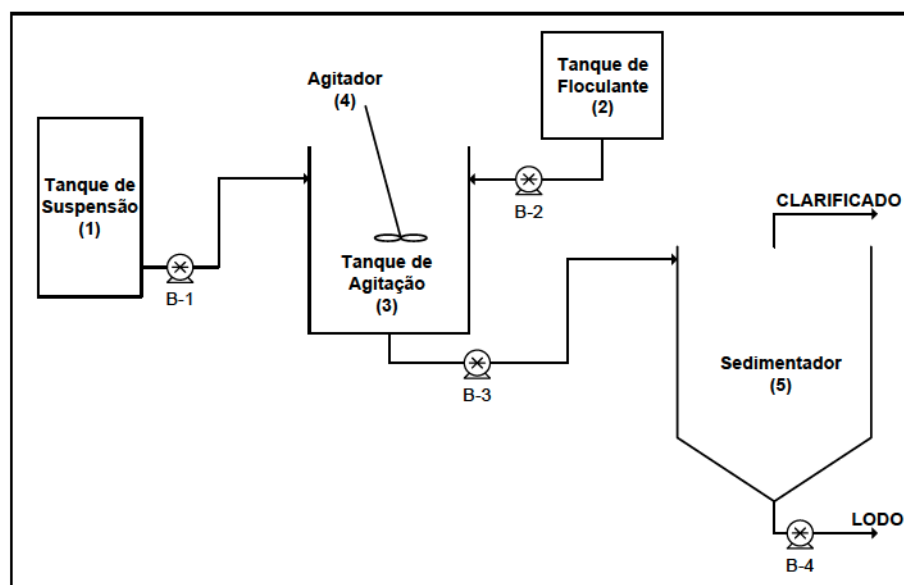 Agitador
(4)
Tanque de
Floculante
(2)
Tanque de
Suspensão
(1)
B-1
B-2
Tanque de
Agitação
(3)
B-3
CLARIFICADO
Sedimentador
(5)
LODO
B-4